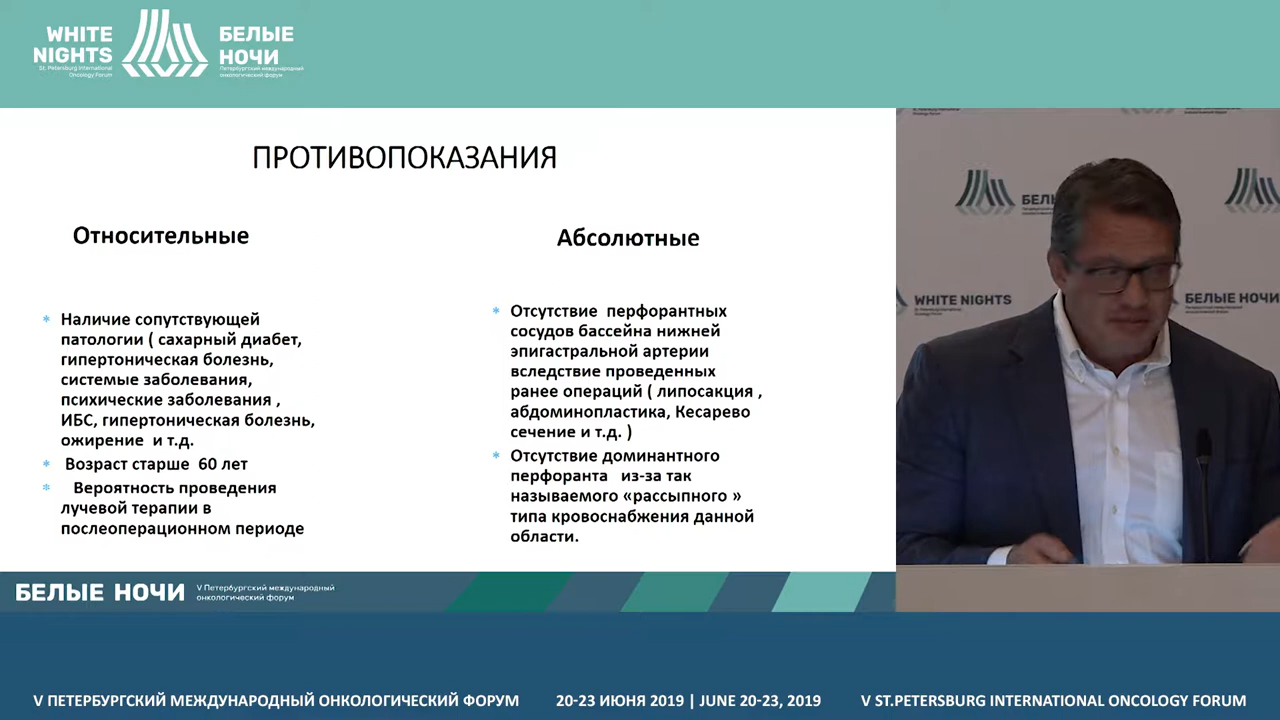 WHITE
NIGHTS
St. Petersburg International
Oncology Forum
БЕЛЫЕ
НОЧИ
Петербургский международный
онкологический форум
ПРОТИВОПОКАЗАНИЯ
Относительные
* Наличие сопутствующей
патологии ( сахарный диабет,
гипертоническая болезнь,
системые заболевания,
психические заболевания ,
ИБС, гипертоническая болезнь,
ожирение и т.д.
* Возраст старше 60 лет
* Вероятность проведения
лучевой терапии в
послеоперационном периоде
Абсолютные
* Отсутствие перфорантных
сосудов бассейна нижней
эпигастральной артерии
вследствие проведенных
ранее операций ( липосакция ,
абдоминопластика, Кесарево
сечение и т.д. )
* Отсутствие доминантного
перфоранта из-за так
называемого «рассыпного »
типа кровоснабжения данной
области.
WHITE NIGHTS
БЕЛЫЕ НОЧИ
БЕЛЫЕ НОЧИ
V Петербургский международный
онкологический форум
V ПЕТЕРБУРГСКИЙ МЕЖДУНАРОДНЫЙ ОНКОЛОГИЧЕСКИЙ ФОРУМ
20-23 ИЮНЯ 2019 | JUNE 20-23, 2019
V ST.PETERSBURG INTERNATIONAL ONCOLOGY FORUM